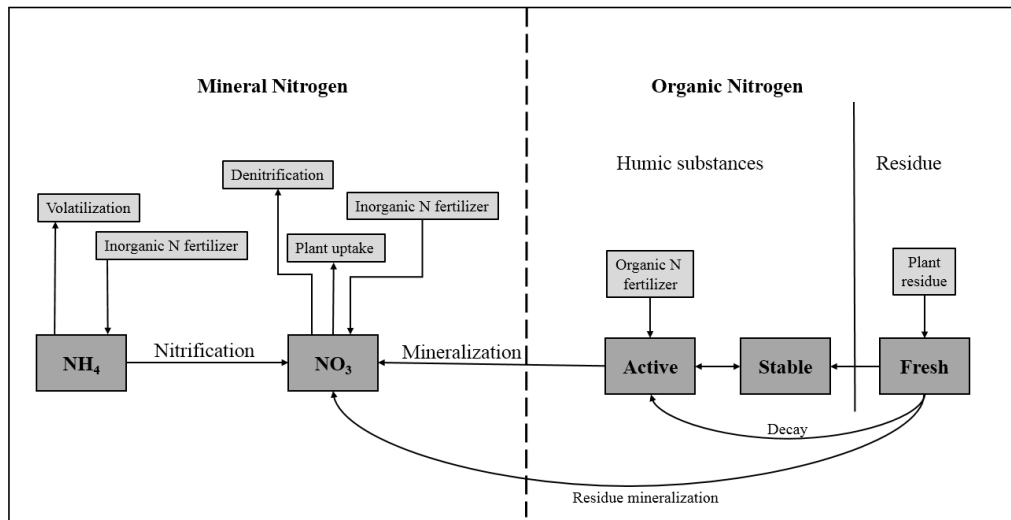 Mineral Nitrogen
Organic Nitrogen
Humic substances
Residue
Denitrification
Volatilization
Inorganic N fertilizer
Inorganic N fertilizer
Plant uptake
Organic N
fertilizer
Plant
residue
NH₄
Nitrification
NO₃
Mineralization
Active
Stable
Fresh
Decay
Residue mineralization